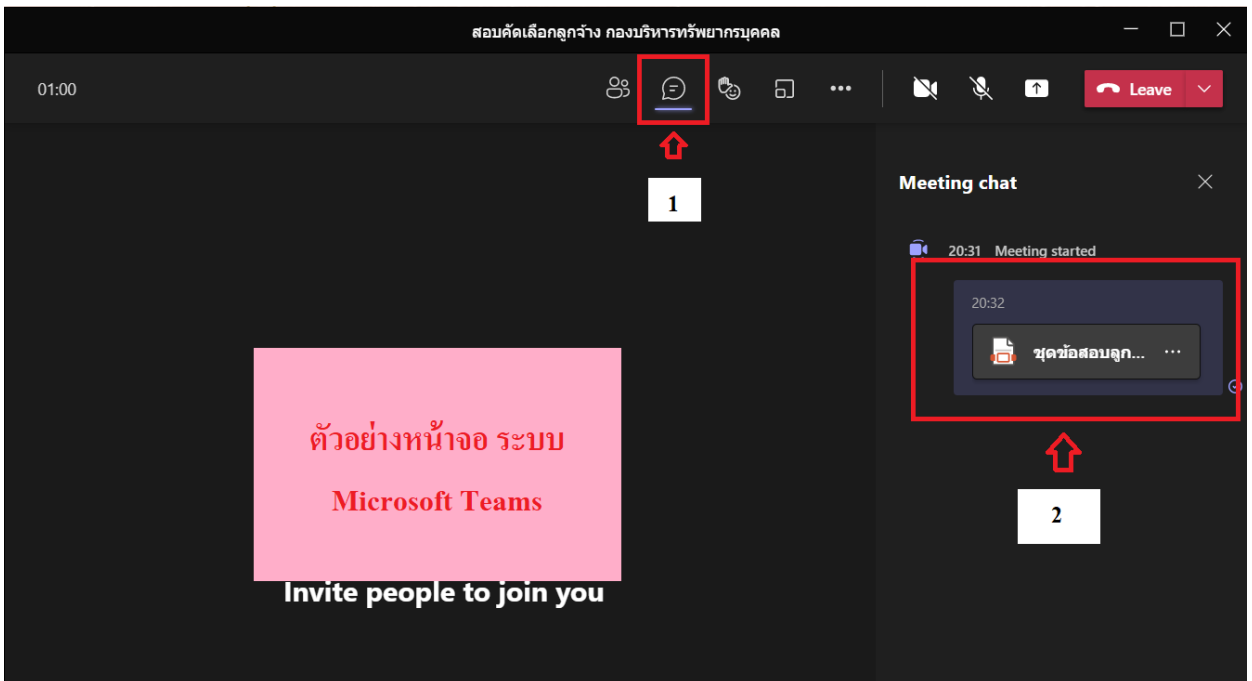 สอบคัดเลือกลูกจ้าง กองบริหารทรัพยากรบุคคล
01:00
Leave
1
Meeting chat
20:31 Meeting started
20:32
ชุดข้อสอบลูก...
2
ตัวอย่างหน้าจอ ระบบ
Microsoft Teams
Invite people to join you